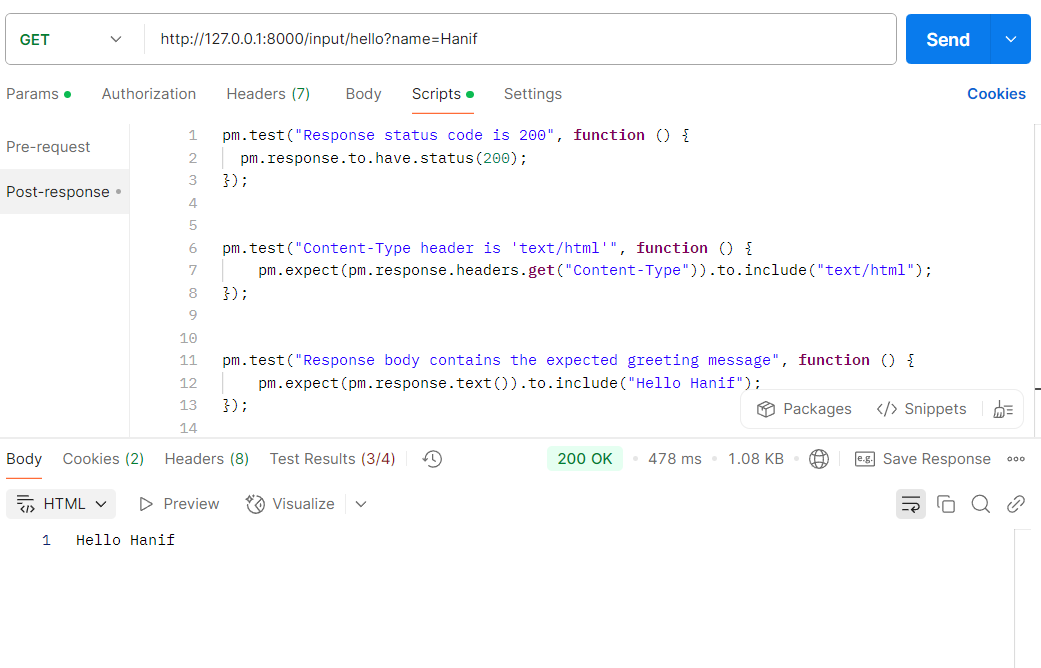 GET http://127.0.0.1:8000/input/hello?name=Hanif Send
Params Authorization Headers (7) Body Scripts Settings Cookies
Pre-request
Post-response
1 pm.test("Response status code is 200", function () {
2 pm.response.to.have.status(200);
3 });
4
5
6 pm.test("Content-Type header is 'text/html'", function () {
7 pm.expect(pm.response.headers.get("Content-Type")).to.include("text/html");
8 });
9
10
11 pm.test("Response body contains the expected greeting message", function () {
12 pm.expect(pm.response.text()).to.include("Hello Hanif");
13 });
14
Packages </> Snippets
Body Cookies (2) Headers (8) Test Results (3/4) 200 OK 478 ms 1.08 KB e.g. Save Response
HTML Preview Visualize
1 Hello Hanif